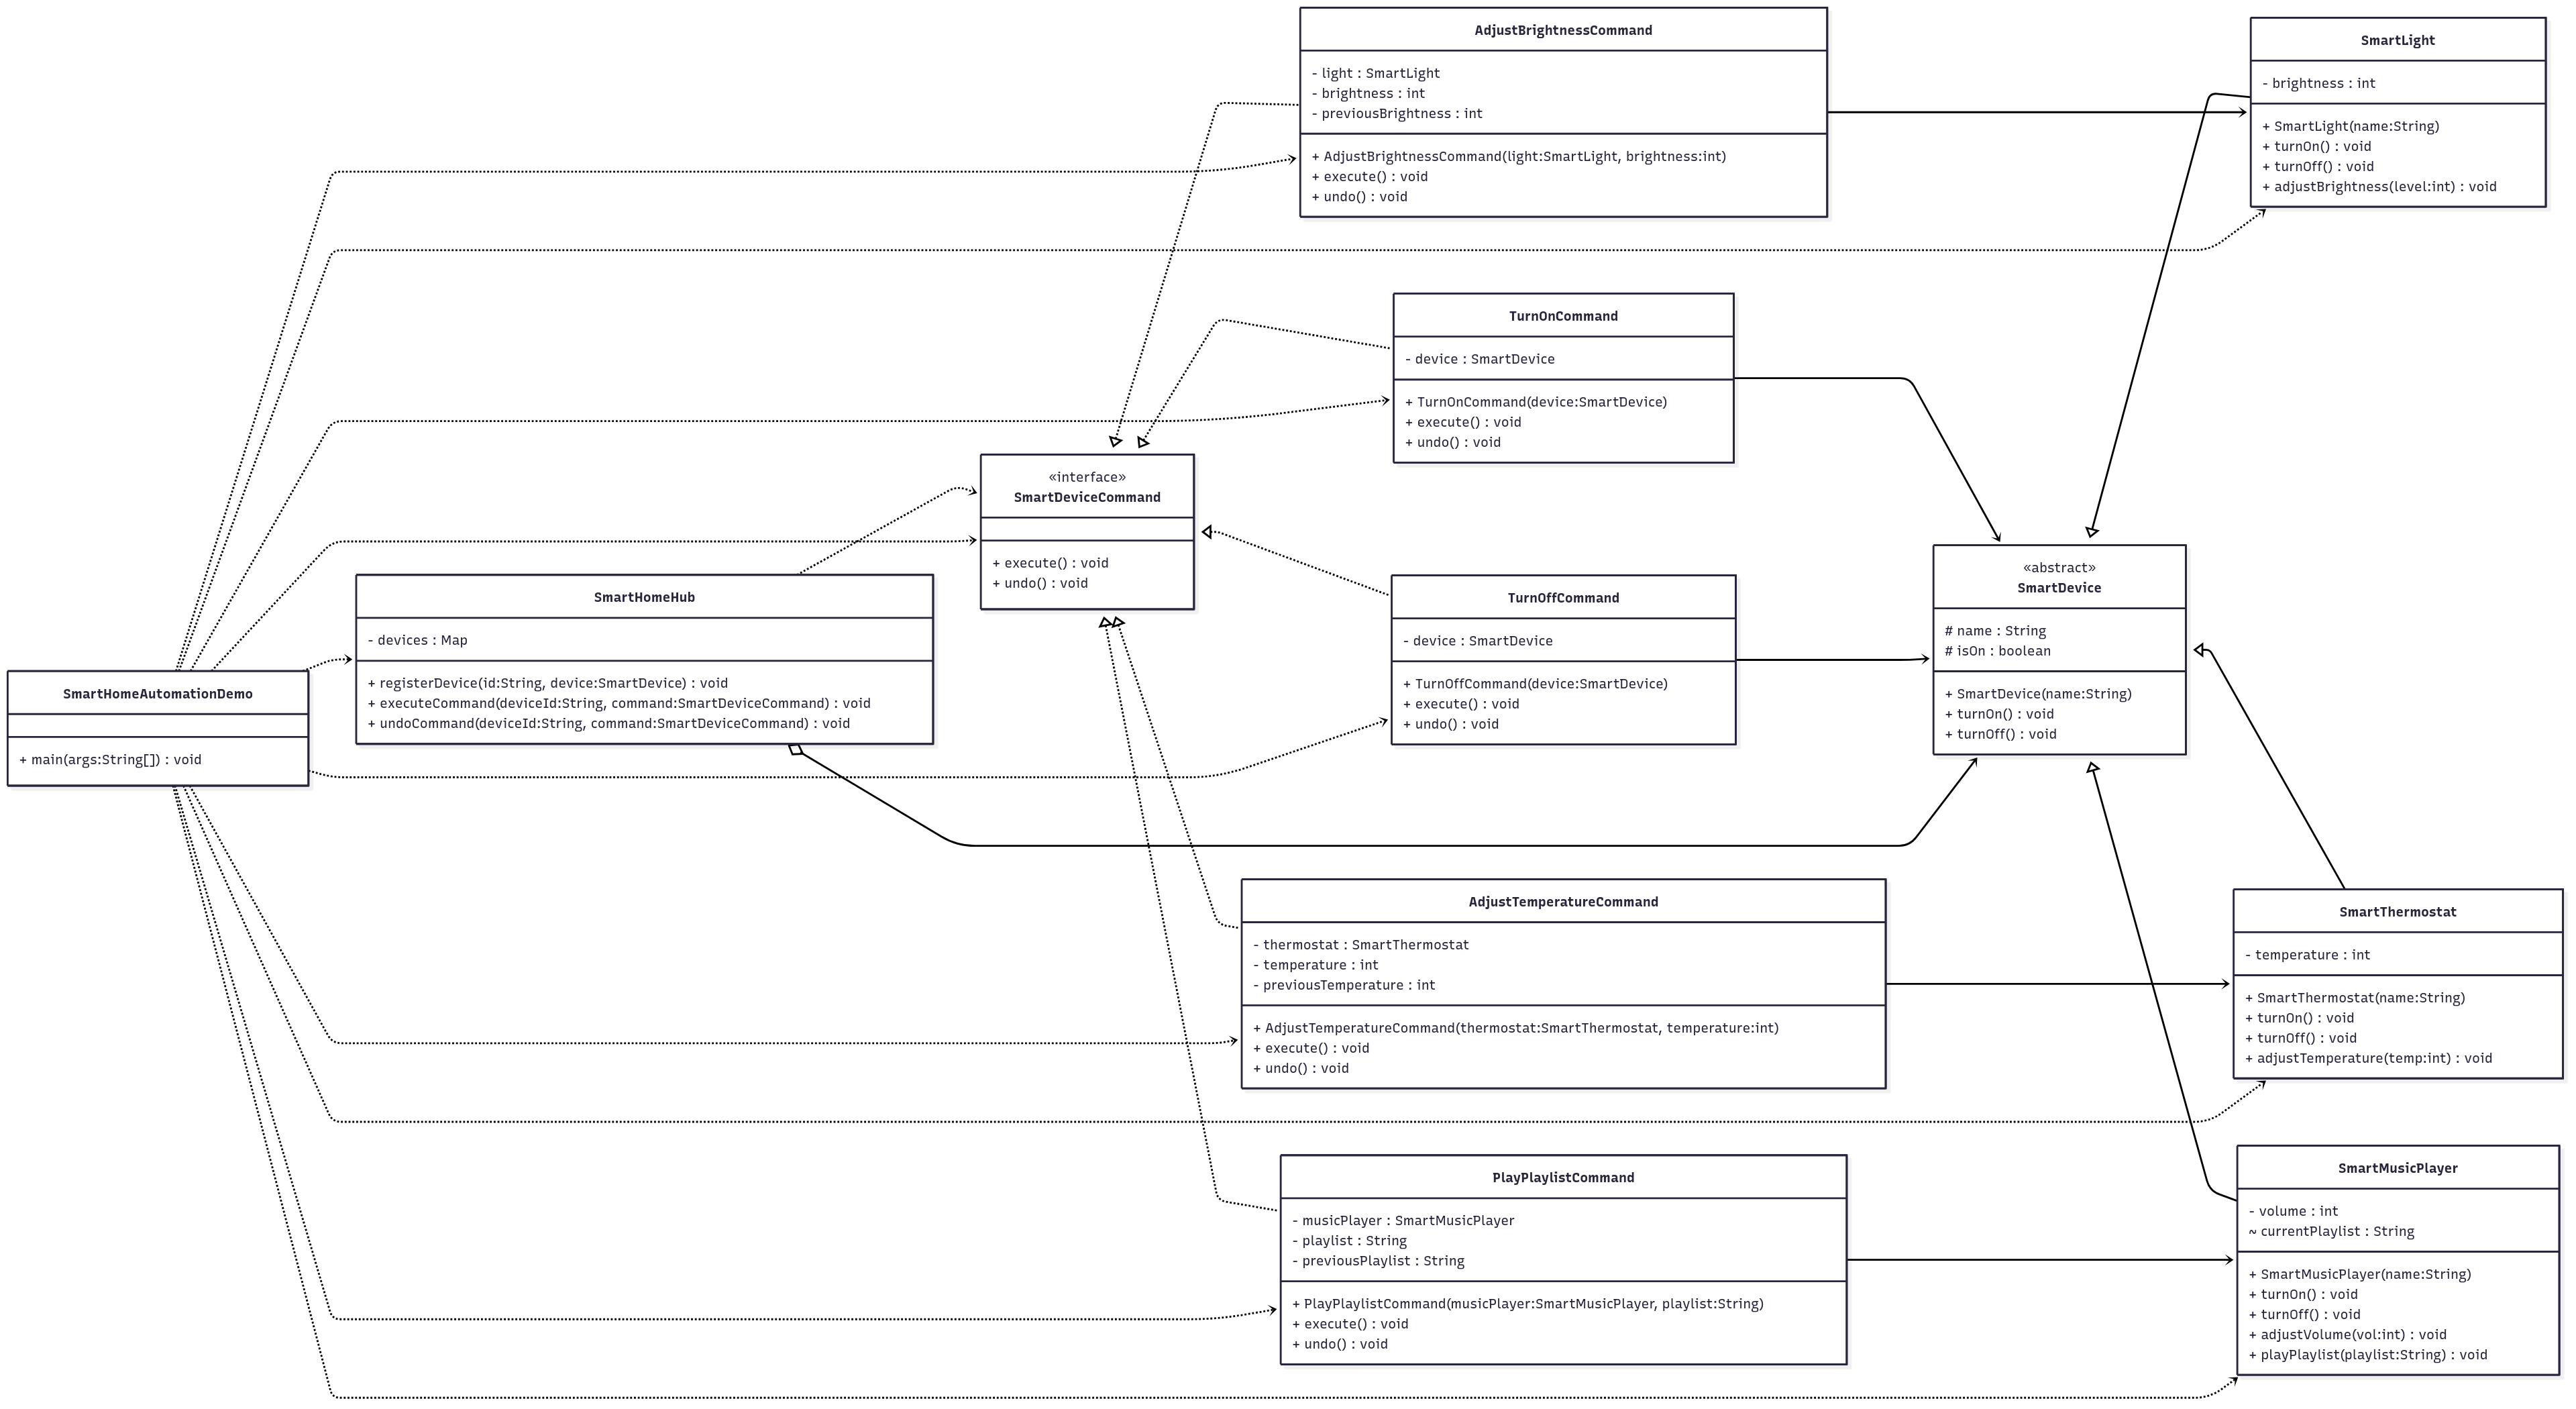 AdjustBrightnessCommand
- light : SmartLight
- brightness : int
- previousBrightness : int
+ AdjustBrightnessCommand(light:SmartLight, brightness:int)
+ execute() : void
+ undo() : void
SmartLight
- brightness : int
+ SmartLight(name:String)
+ turnOn() : void
+ turnOff() : void
+ adjustBrightness(level:int) : void
TurnOnCommand
- device : SmartDevice
+ TurnOnCommand(device:SmartDevice)
+ execute() : void
+ undo() : void
«interface»
SmartDeviceCommand
+ execute() : void
+ undo() : void
SmartHomeHub
- devices : Map
+ registerDevice(id:String, device:SmartDevice) : void
+ executeCommand(deviceId:String, command:SmartDeviceCommand) : void
+ undoCommand(deviceId:String, command:SmartDeviceCommand) : void
TurnOffCommand
- device : SmartDevice
+ TurnOffCommand(device:SmartDevice)
+ execute() : void
+ undo() : void
«abstract»
SmartDevice
# name : String
# isOn : boolean
+ SmartDevice(name:String)
+ turnOn() : void
+ turnOff() : void
SmartHomeAutomationDemo
+ main(args:String[]) : void
AdjustTemperatureCommand
- thermostat : SmartThermostat
- temperature : int
- previousTemperature : int
+ AdjustTemperatureCommand(thermostat:SmartThermostat, temperature:int)
+ execute() : void
+ undo() : void
SmartThermostat
- temperature : int
+ SmartThermostat(name:String)
+ turnOn() : void
+ turnOff() : void
+ adjustTemperature(temp:int) : void
PlayPlaylistCommand
- musicPlayer : SmartMusicPlayer
- playlist : String
- previousPlaylist : String
+ PlayPlaylistCommand(musicPlayer:SmartMusicPlayer, playlist:String)
+ execute() : void
+ undo() : void
SmartMusicPlayer
- volume : int
~ currentPlaylist : String
+ SmartMusicPlayer(name:String)
+ turnOn() : void
+ turnOff() : void
+ adjustVolume(vol:int) : void
+ playPlaylist(playlist:String) : void